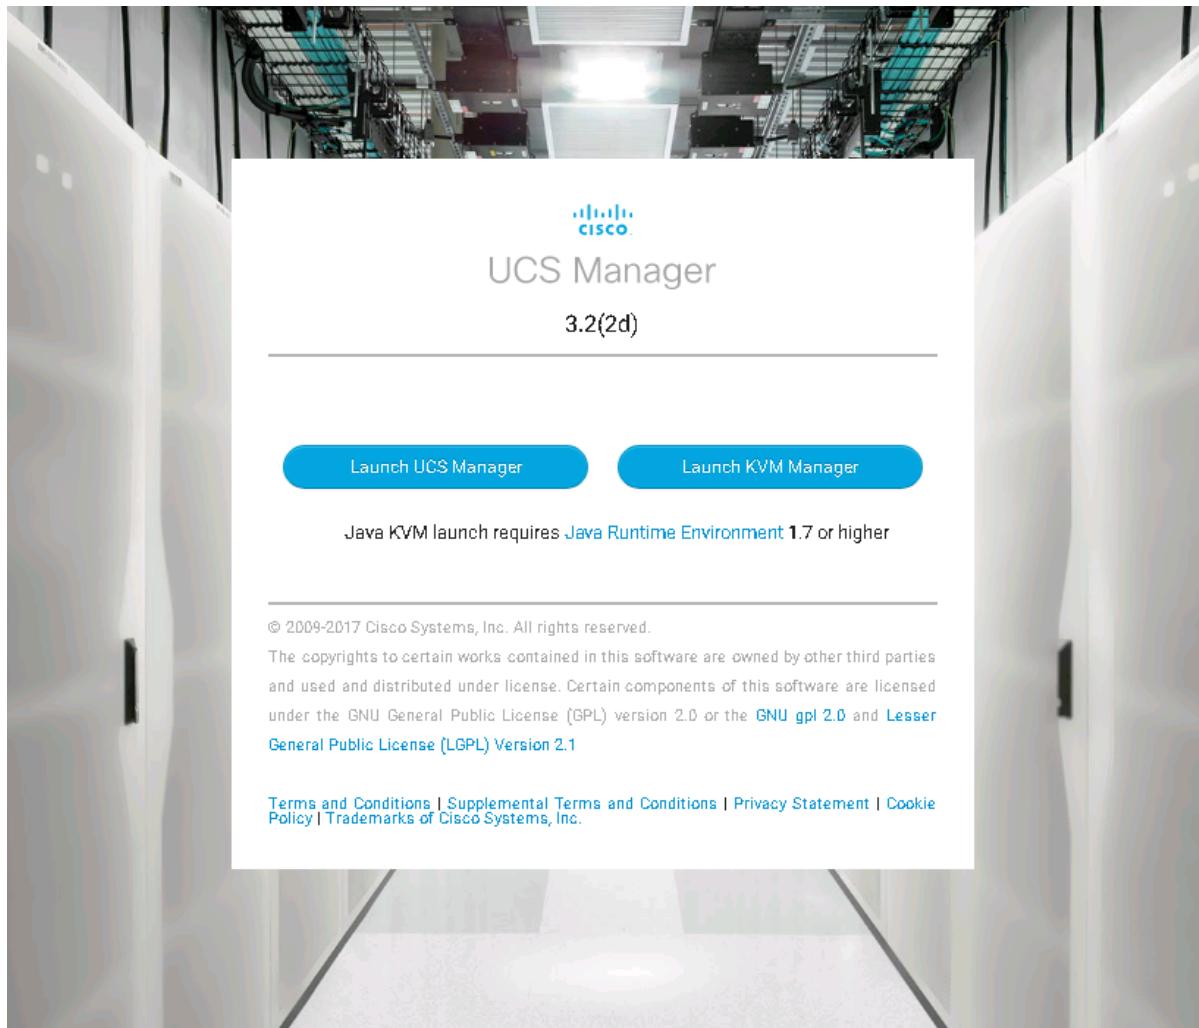 CISCO
UCS Manager
3.2(2d)
Launch UCS Manager
Launch KVM Manager
Java KVM launch requires Java Runtime Environment 1.7 or higher
© 2009-2017 Cisco Systems, Inc. All rights reserved.
The copyrights to certain works contained in this software are owned by other third parties
and used and distributed under license. Certain components of this software are licensed
under the GNU General Public License (GPL) version 2.0 or the GNU gpl 2.0 and Lesser
General Public License (LGPL) Version 2.1
Terms and Conditions | Supplemental Terms and Conditions | Privacy Statement | Cookie
Policy | Trademarks of Cisco Systems, Inc.